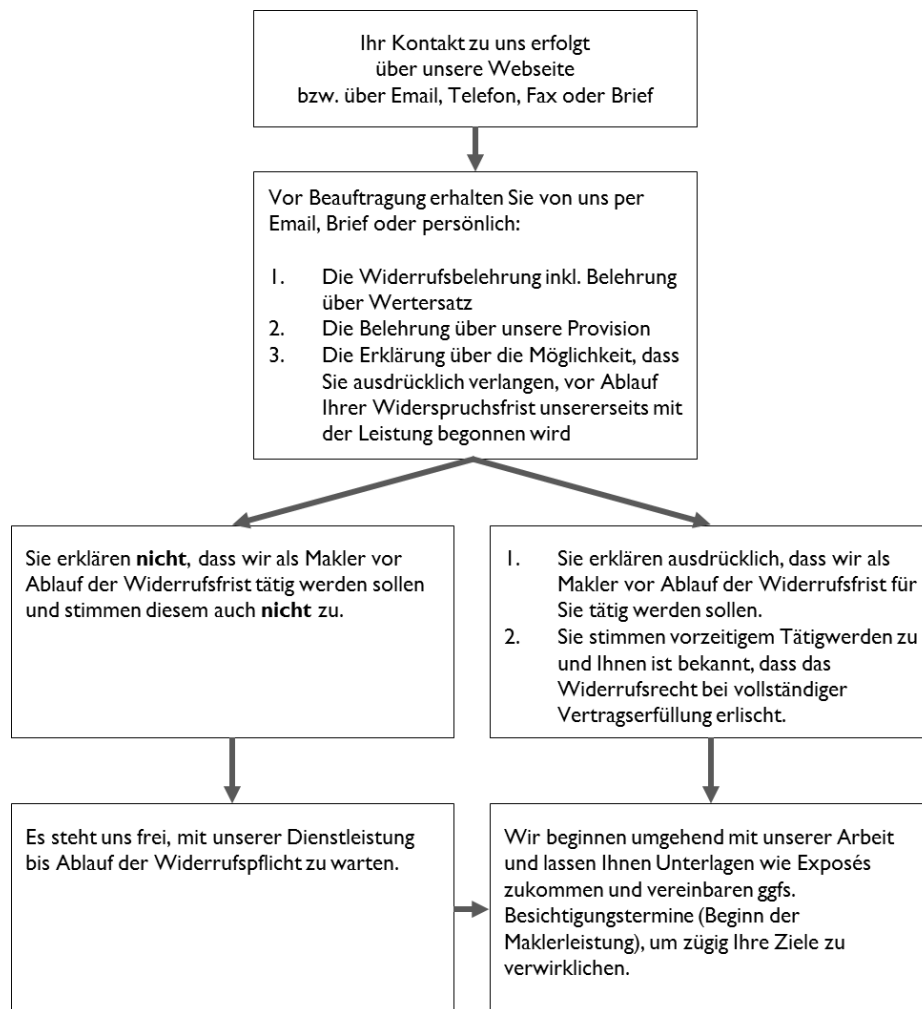 Ihr Kontakt zu uns erfolgt
über unsere Webseite
bzw. über Email, Telefon, Fax oder Brief
Vor Beauftragung erhalten Sie von uns per
Email, Brief oder persönlich:
1. Die Widerrufsbelehrung inkl. Belehrung
über Wertersatz
2. Die Belehrung über unsere Provision
3. Die Erklärung über die Möglichkeit, dass
Sie ausdrücklich verlangen, vor Ablauf
Ihrer Widerspruchsfrist unsererseits mit
der Leistung begonnen wird
Sie erklären nicht, dass wir als Makler vor
Ablauf der Widerrufsfrist tätig werden sollen
und stimmen diesem auch nicht zu.
1. Sie erklären ausdrücklich, dass wir als
Makler vor Ablauf der Widerrufsfrist für
Sie tätig werden sollen.
2. Sie stimmen vorzeitigem Tätigwerden zu
und Ihnen ist bekannt, dass das
Widerrufsrecht bei vollständiger
Vertragserfüllung erlischt.
Es steht uns frei, mit unserer Dienstleistung
bis Ablauf der Widerrufspflicht zu warten.
Wir beginnen umgehend mit unserer Arbeit
und lassen Ihnen Unterlagen wie Exposés
zukommen und vereinbaren ggfs.
Besichtigungstermine (Beginn der
Maklerleistung), um zügig Ihre Ziele zu
verwirklichen.